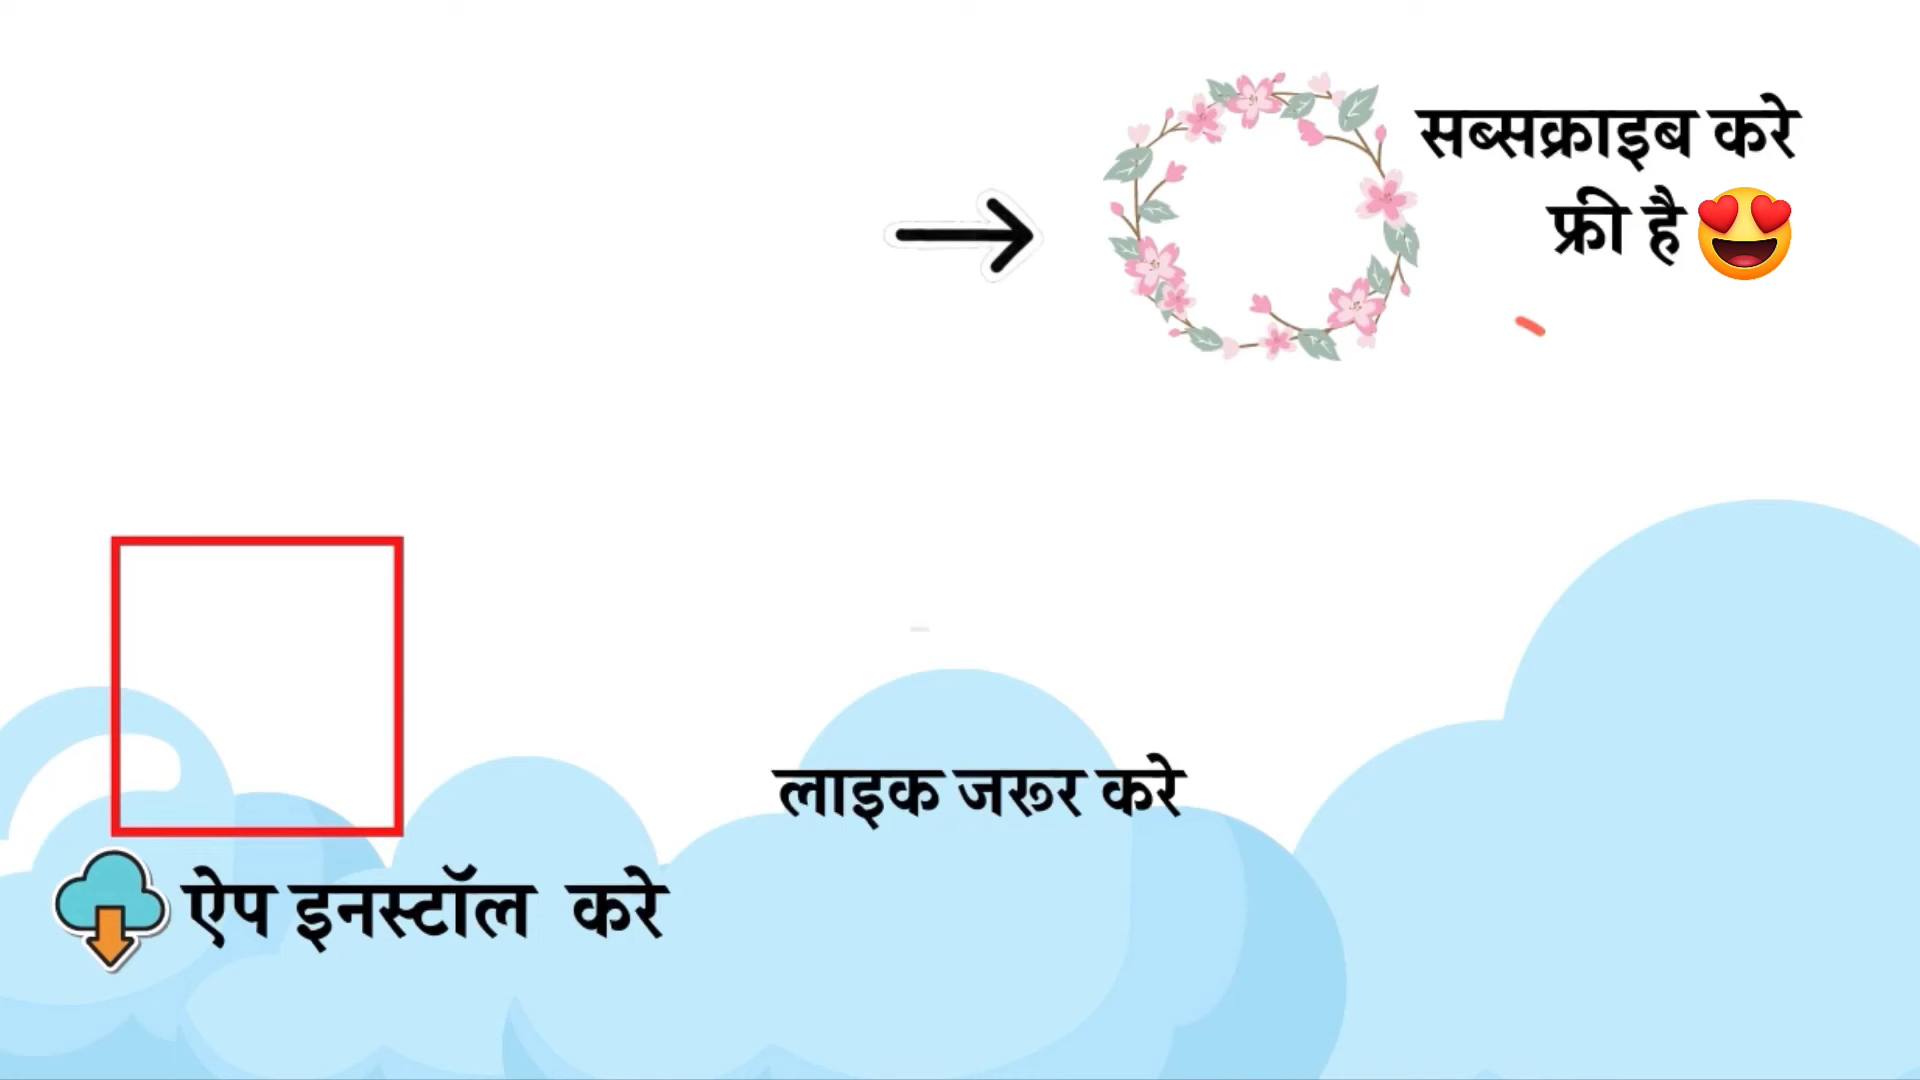 सब्सक्राइब करे
फ्री है😍
लाइक जरूर करे
ऐप इनस्टॉल करे